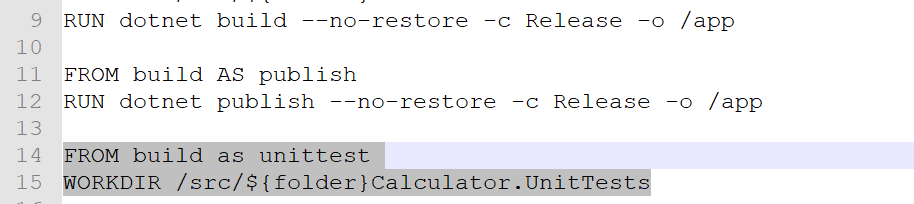 9 RUN dotnet build --no-restore -c Release -o /app
10
11 FROM build AS publish
12 RUN dotnet publish --no-restore -c Release -o /app
13
14 FROM build as unittest
15 WORKDIR /src/${folder}Calculator.UnitTests